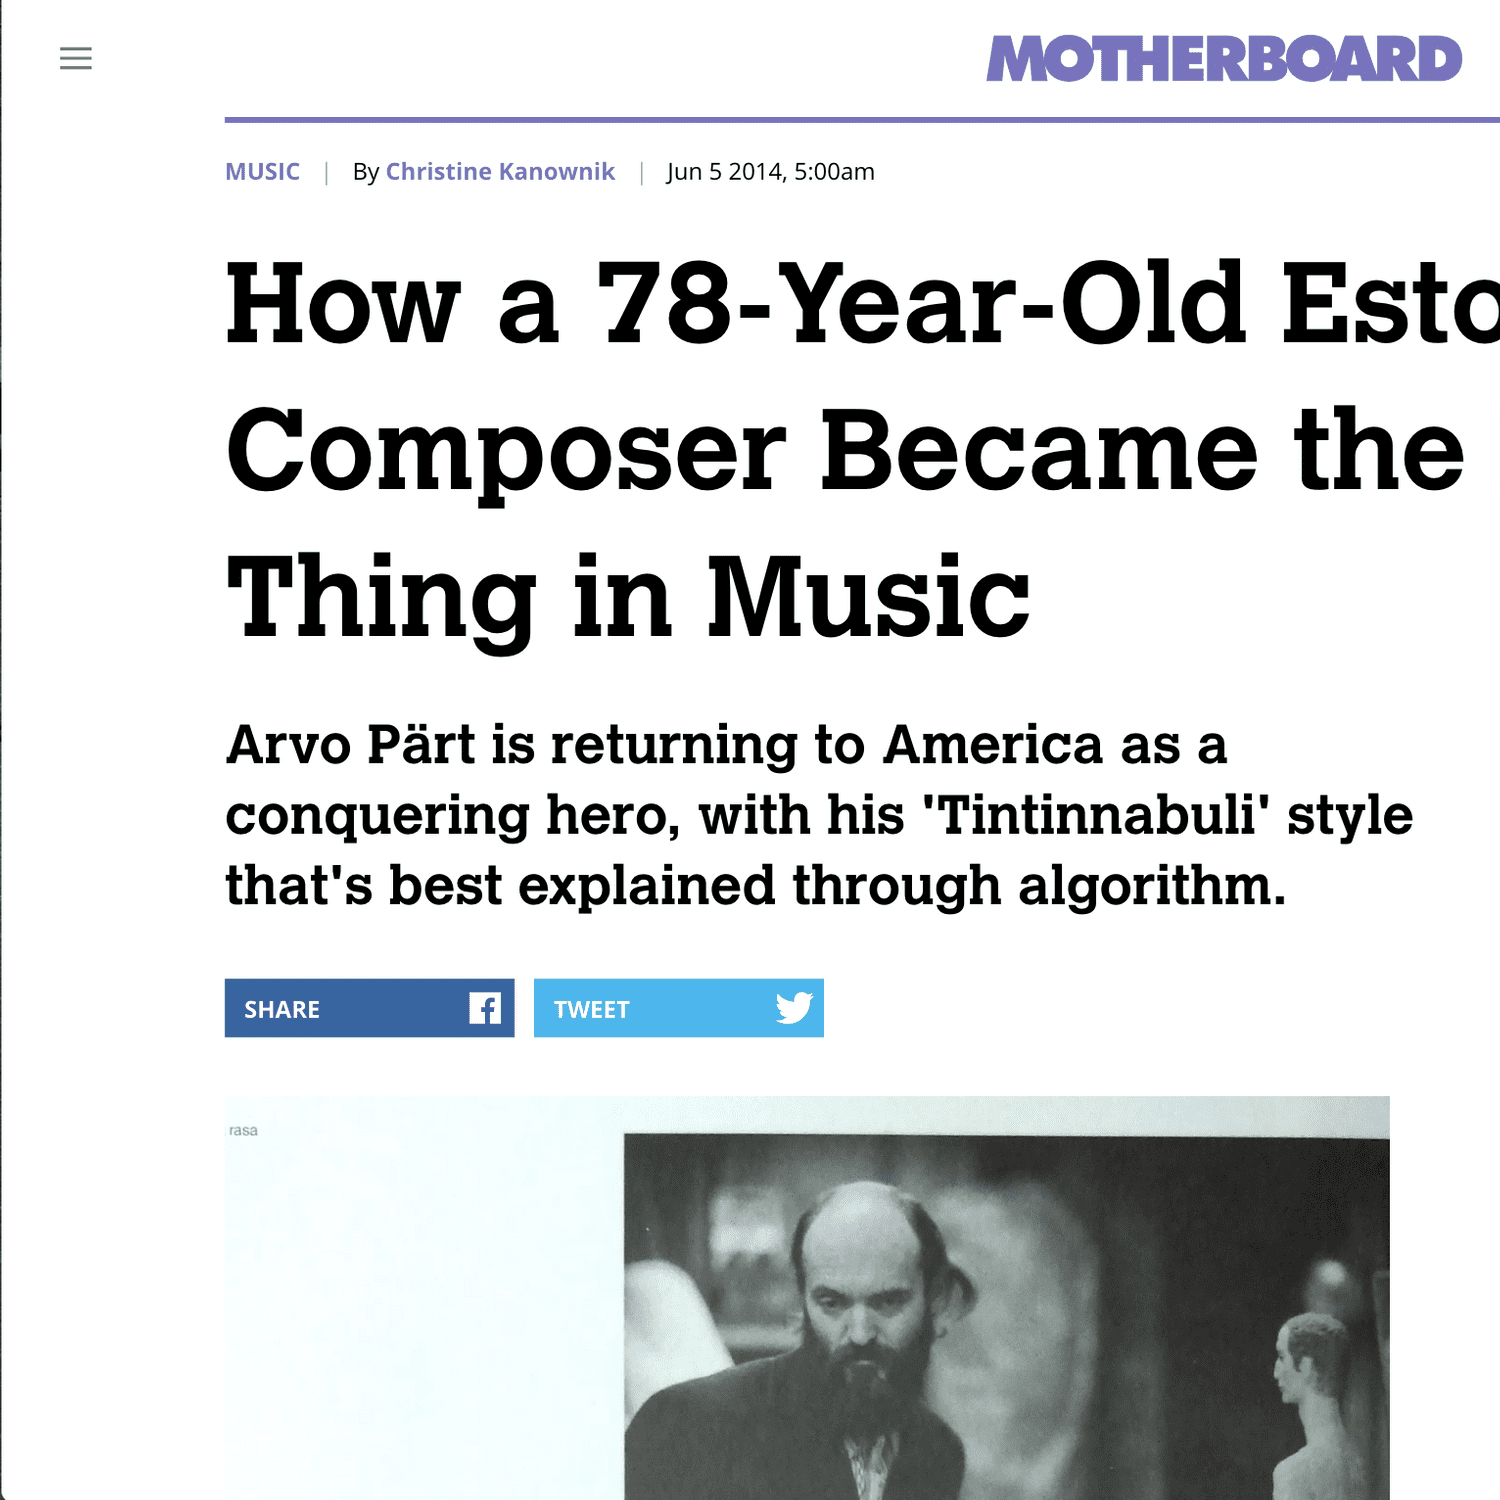 MOTHERBOARD
MUSIC | By Christine Kanownik | Jun 5 2014, 5:00am
How a 78-Year-Old Esto
Composer Became the
Thing in Music
Arvo Pärt is returning to America as a
conquering hero, with his 'Tintinnabuli' style
that's best explained through algorithm.
SHARE TWEET
rasa